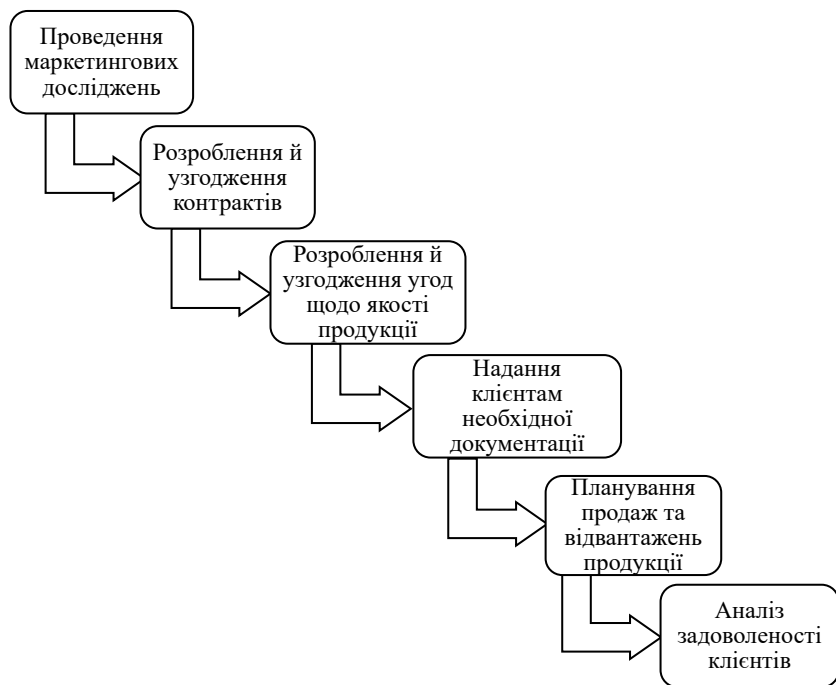 Проведення
маркетингових
досліджень
Розроблення й
узгодження
контрактів
Розроблення й
узгодження угод
щодо якості
продукції
Надання
клієнтам
необхідної
документації
Планування
продаж та
відвантажень
продукції
Аналіз
задоволеності
клієнтів